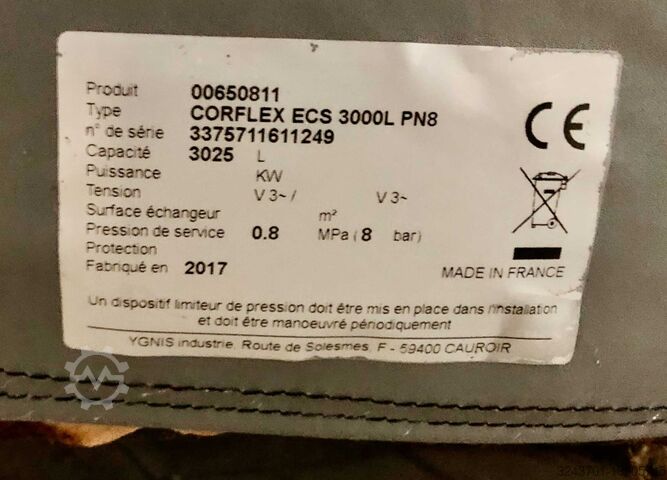 Produit 00650811
Type CORFLEX ECS 3000L PN8
n° de série 3375711611249
Capacité 3025 L
Puissance KW
Tension V 3~ / V 3~
Surface échangeur m²
Pression de service 0.8 MPa ( 8 bar)
Protection
Fabriqué en 2017
CE
MADE IN FRANCE
Un dispositif limiteur de pression doit être mis en place dans l'installation
et doit être manoeuvré périodiquement
YGNIS industrie, Route de Solesmes, F - 59400 CAUROIR